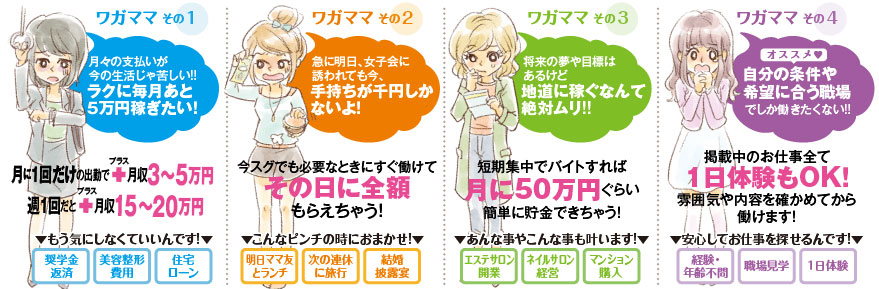 ワガママ その1
月々の支払いが
今の生活じゃ苦しい!!
ラクに毎月あと
5万円稼ぎたい!
プラス
月に1回だけの出勤で+月収3〜5万円
プラス
週1回だと+月収15〜20万円
▼もう気にしなくていいんです!▼
奨学金
返済
美容整形
費用
住宅
ローン
ワガママ その2
急に明日、女子会に
誘われても今、
手持ちが千円しか
ないよ!
今スグでも必要なときにすぐ働けて
その日に全額
もらえちゃう!
▼こんなピンチの時におまかせ!▼
明日ママ友
とランチ
次の連休
に旅行
結婚
披露宴
ワガママ その3
将来の夢や目標は
あるけど
地道に稼ぐなんて
絶対ムリ!!
短期集中でバイトすれば
月に50万円ぐらい
簡単に貯金できちゃう!
▼あんな事やこんな事も叶います!▼
エステサロン
開業
ネイルサロン
経営
マンション
購入
ワガママ その4
オススメ♥
自分の条件や
希望に合う職場
でしか働きたくない!!
掲載中のお仕事全て
1日体験もOK!
雰囲気や内容を確かめてから
働けます!
▼安心してお仕事を探せるんです!▼
経験・
年齢不問
職場見学
1日体験